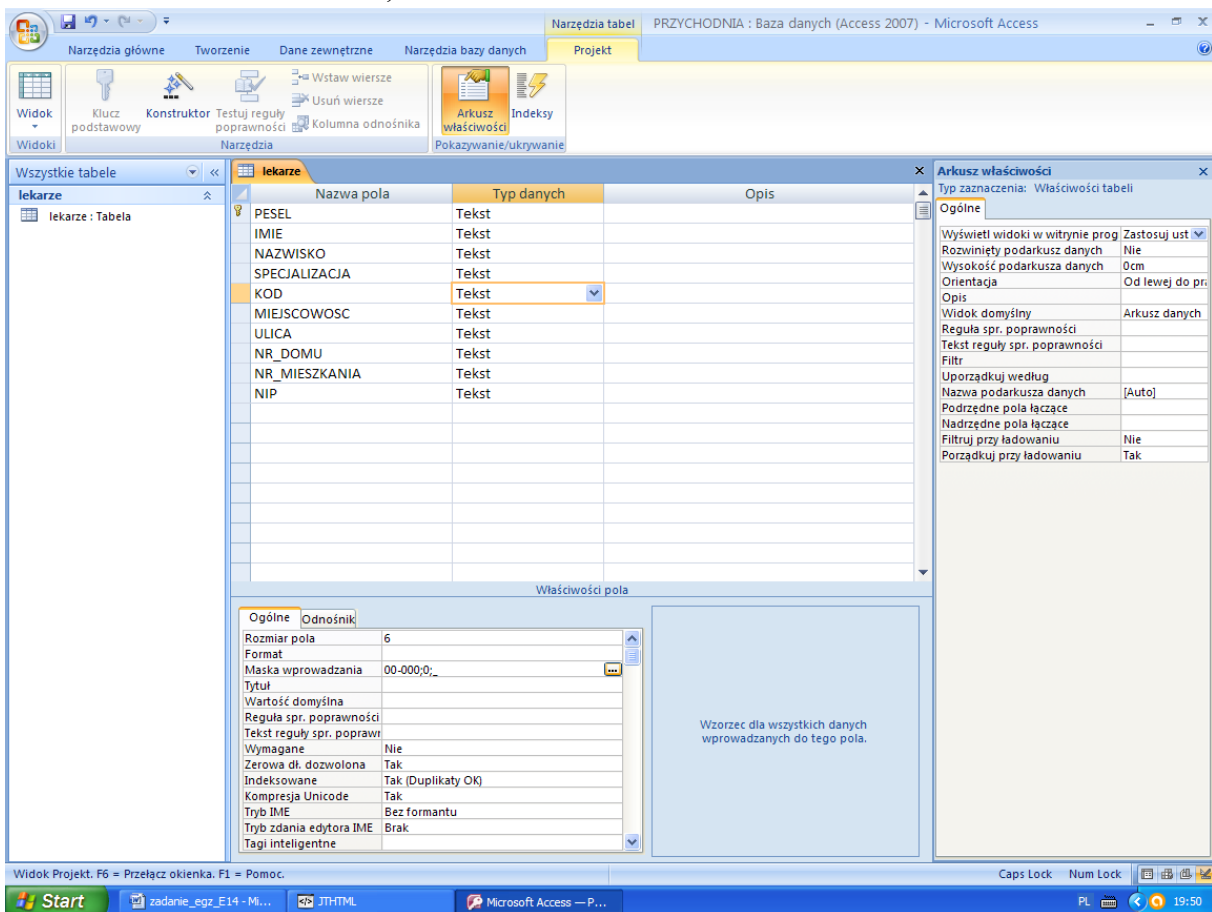 Narzędzia tabel PRZYCHODNIA : Baza danych (Access 2007) - Microsoft Access
Narzędzia główne Tworzenie Dane zewnętrzne Narzędzia bazy danych Projekt
Widok
Klucz podstawowy
Konstruktor
Testuj reguły poprawności
Wstaw wiersze
Usuń wiersze
Kolumna odnośnika
Arkusz właściwości
Indeksy
Widoki Narzędzia Pokazywanie/ukrywanie
Wszystkie tabele
lekarze
lekarze : Tabela
lekarze
Nazwa pola Typ danych Opis
PESEL Tekst
IMIE Tekst
NAZWISKO Tekst
SPECJALIZACJA Tekst
KOD Tekst
MIEJSCOWOSC Tekst
ULICA Tekst
NR_DOMU Tekst
NR_MIESZKANIA Tekst
NIP Tekst
Właściwości pola
Ogólne Odnośnik
Rozmiar pola 6
Format
Maska wprowadzania 00-000;0;_
Tytuł
Wartość domyślna
Reguła spr. poprawności
Tekst reguły spr. poprawn
Wymagane Nie
Zerowa dł. dozwolona Tak
Indeksowane Tak (Duplikaty OK)
Kompresja Unicode Tak
Tryb IME Bez formantu
Tryb zdania edytora IME Brak
Tagi inteligentne
Wzorzec dla wszystkich danych
wprowadzanych do tego pola.
Arkusz właściwości
Typ zaznaczenia: Właściwości tabeli
Ogólne
Wyświetl widoki w witrynie prog Zastosuj ust
Rozwinięty podarkusz danych Nie
Wysokość podarkusza danych 0cm
Orientacja Od lewej do pra
Opis
Widok domyślny Arkusz danych
Reguła spr. poprawności
Tekst reguły spr. poprawności
Filtr
Uporządkuj według
Nazwa podarkusza danych [Auto]
Podrzędne pola łączące
Nadrzędne pola łączące
Filtruj przy ładowaniu Nie
Porządkuj przy ładowaniu Tak
Widok Projekt. F6 = Przełącz okienka. F1 = Pomoc. Caps Lock Num Lock
Start zadanie_egz_E14 - Mi... JTHTML Microsoft Access — P... PL 19:50